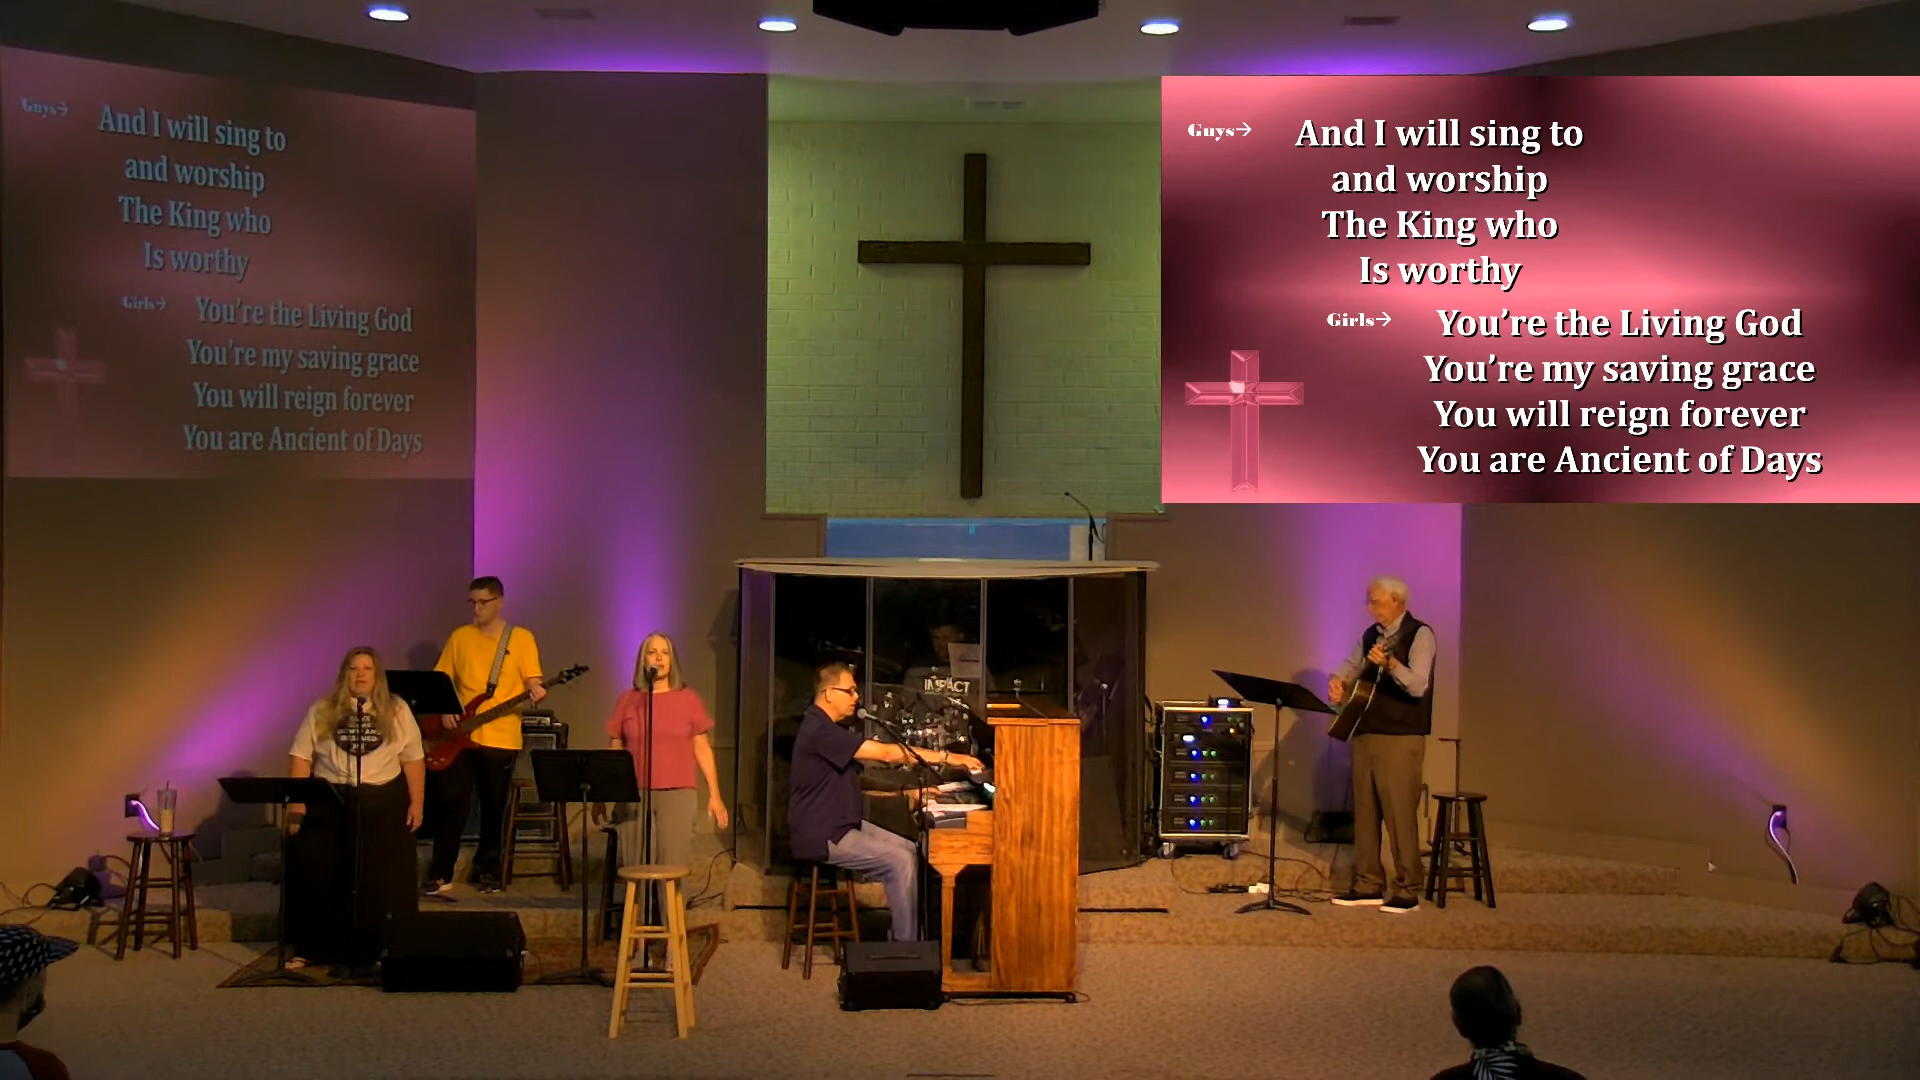 Guys→
And I will sing to
and worship
The King who
Is worthy
Girls→
You're the Living God
You're my saving grace
You will reign forever
You are Ancient of Days
Guys→
And I will sing to
and worship
The King who
Is worthy
Girls→
You’re the Living God
You’re my saving grace
You will reign forever
You are Ancient of Days
IMPACT